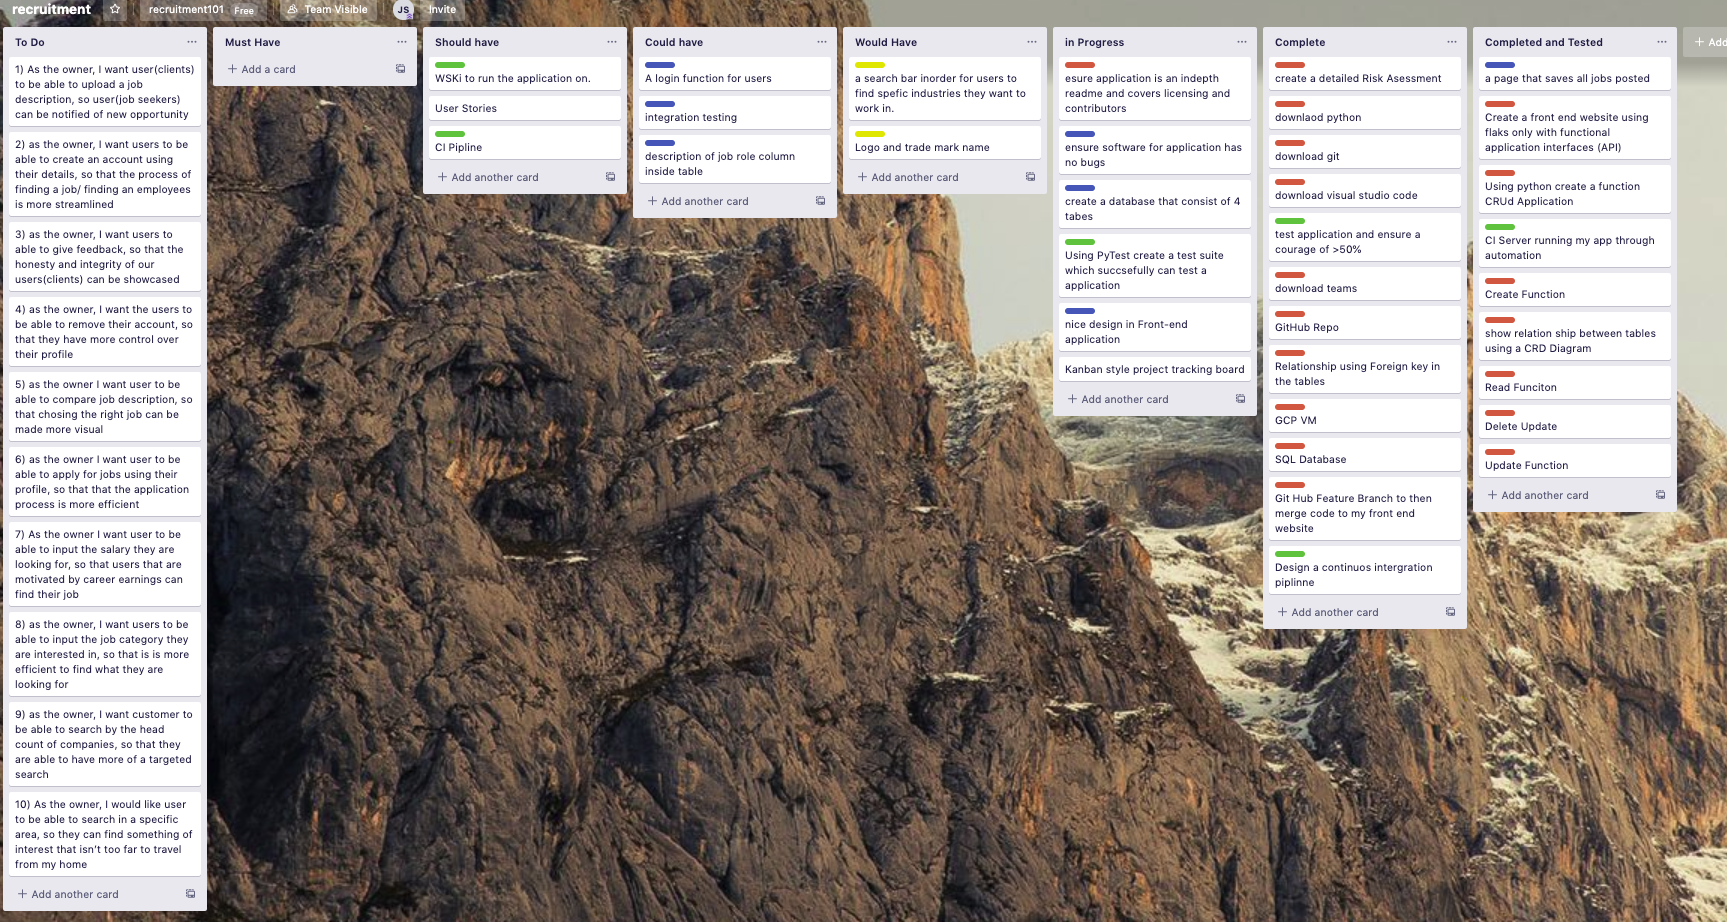 recruitment
recruitment101 Free
Team Visible
JS
Invite
To Do
1) As the owner, I want user(clients)
to be able to upload a job
description, so user(job seekers)
can be notified of new opportunity
2) as the owner, I want users to be
able to create an account using
their details, so that the process of
finding a job/ finding an employees
is more streamlined
3) as the owner, I want users to
able to give feedback, so that the
honesty and integrity of our
users(clients) can be showcased
4) as the owner, I want the users to
be able to remove their account, so
that they have more control over
their profile
5) as the owner I want user to be
able to compare job description, so
that chosing the right job can be
made more visual
6) as the owner I want user to be
able to apply for jobs using their
profile, so that that the application
process is more efficient
7) As the owner I want user to be
able to input the salary they are
looking for, so that users that are
motivated by career earnings can
find their job
8) as the owner, I want users to be
able to input the job category they
are interested in, so that is is more
efficient to find what they are
looking for
9) as the owner, I want customer to
be able to search by the head
count of companies, so that they
are able to have more of a targeted
search
10) As the owner, I would like user
to be able to search in a specific
area, so they can find something of
interest that isn't too far to travel
from my home
+ Add another card
Must Have
+ Add a card
Should have
WSKi to run the application on.
User Stories
CI Pipline
+ Add another card
Could have
A login function for users
integration testing
description of job role column
inside table
+ Add another card
Would Have
a search bar inorder for users to
find spefic industries they want to
work in.
Logo and trade mark name
+ Add another card
in Progress
esure application is an indepth
readme and covers licensing and
contributors
ensure software for application has
no bugs
create a database that consist of 4
tabes
Using PyTest create a test suite
which succsefully can test a
application
nice design in Front-end
application
Kanban style project tracking board
+ Add another card
Complete
create a detailed Risk Asessment
downlaod python
download git
download visual studio code
test application and ensure a
courage of >50%
download teams
GitHub Repo
Relationship using Foreign key in
the tables
GCP VM
SQL Database
Git Hub Feature Branch to then
merge code to my front end
website
Design a continuos intergration
piplinne
+ Add another card
Completed and Tested
a page that saves all jobs posted
Create a front end website using
flaks only with functional
application interfaces (API)
Using python create a function
CRUd Application
CI Server running my app through
automation
Create Function
show relation ship between tables
using a CRD Diagram
Read Funciton
Delete Update
Update Function
+ Add another card
+ Add